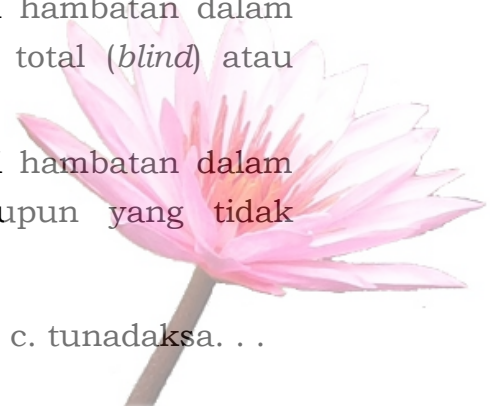 hambatan dalam
total (blind) atau
hambatan dalam
upun yang tidak
c. tunadaksa. . .